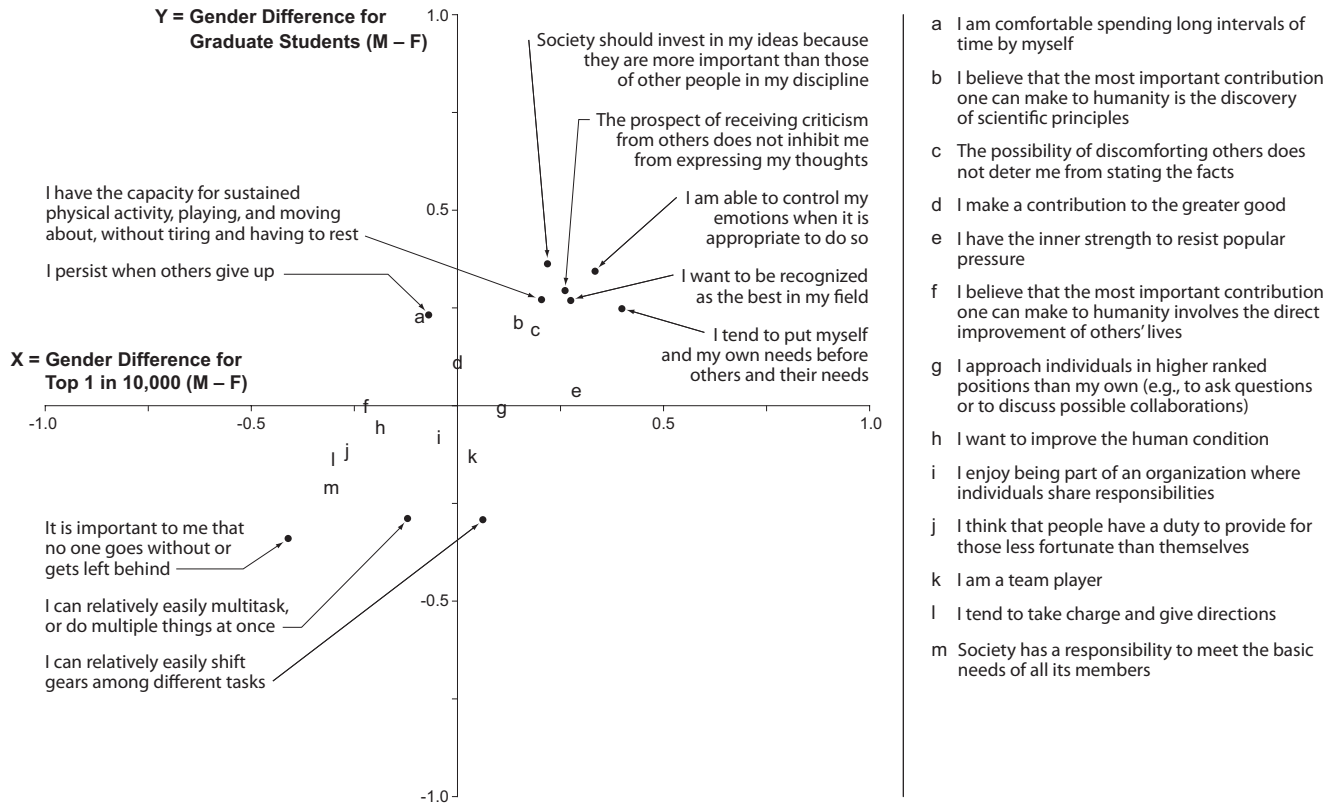 Y = Gender Difference for
Graduate Students (M – F)
1.0
Society should invest in my ideas because
they are more important than those
of other people in my discipline
The prospect of receiving criticism
from others does not inhibit me
from expressing my thoughts
I have the capacity for sustained
physical activity, playing, and moving
about, without tiring and having to rest
0.5
I am able to control my
emotions when it is
appropriate to do so
I persist when others give up
I want to be recognized
as the best in my field
I tend to put myself
and my own needs before
others and their needs
X = Gender Difference for
Top 1 in 10,000 (M – F)
a
b
c
d
e
f
g
h
i
j
k
l
m
-1.0
-0.5
0.5
1.0
It is important to me that
no one goes without or
gets left behind
I can relatively easily multitask,
or do multiple things at once
I can relatively easily shift
gears among different tasks
-0.5
-1.0
a I am comfortable spending long intervals of
time by myself
b I believe that the most important contribution
one can make to humanity is the discovery
of scientific principles
c The possibility of discomforting others does
not deter me from stating the facts
d I make a contribution to the greater good
e I have the inner strength to resist popular
pressure
f I believe that the most important contribution
one can make to humanity involves the direct
improvement of others' lives
g I approach individuals in higher ranked
positions than my own (e.g., to ask questions
or to discuss possible collaborations)
h I want to improve the human condition
i I enjoy being part of an organization where
individuals share responsibilities
j I think that people have a duty to provide for
those less fortunate than themselves
k I am a team player
l I tend to take charge and give directions
m Society has a responsibility to meet the basic
needs of all its members